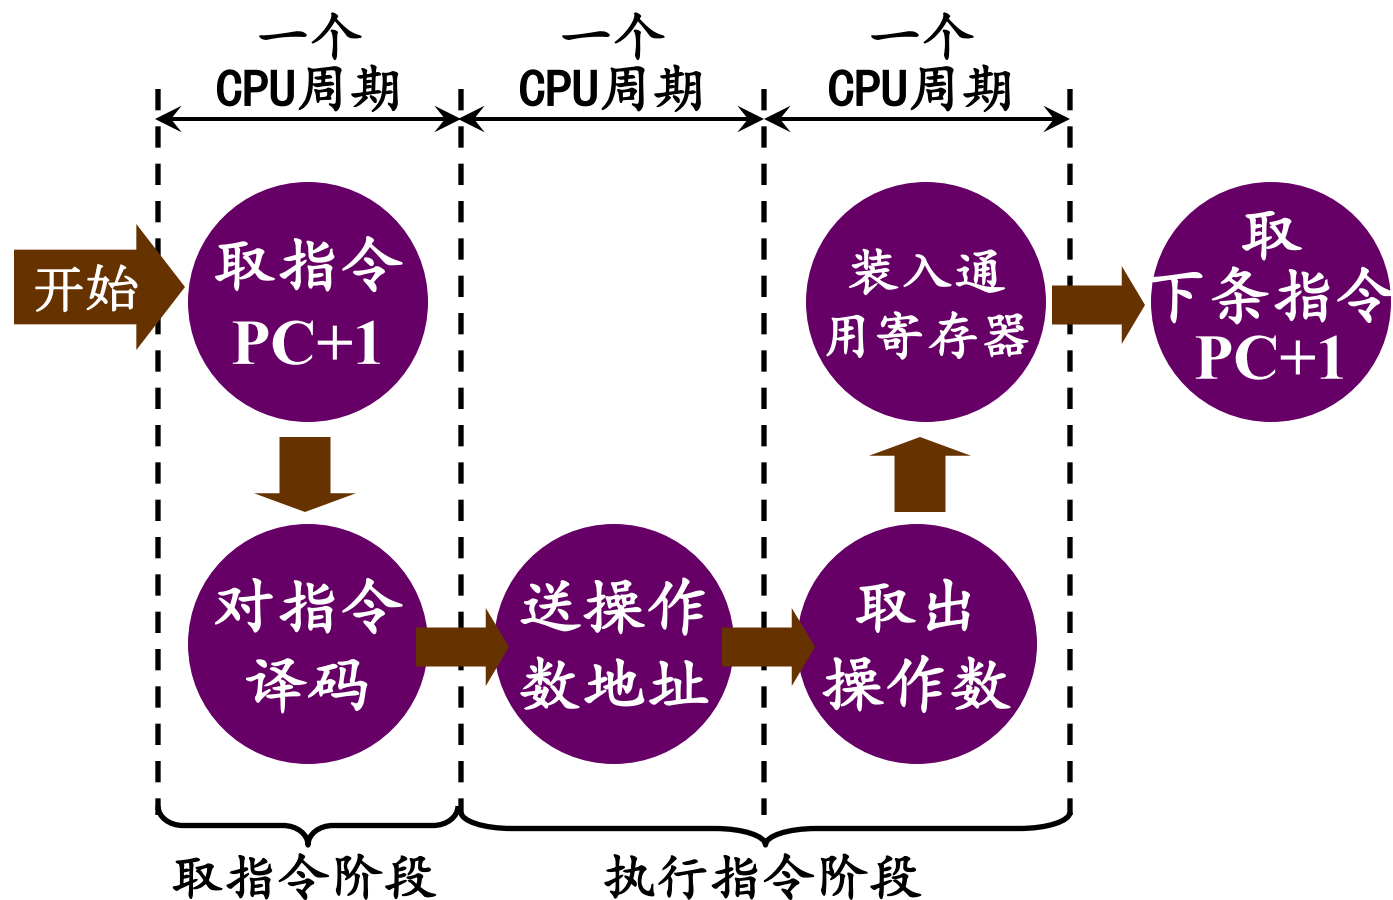 一个
CPU周期
一个
CPU周期
一个
CPU周期
开始
取指令
PC+1
对指令
译码
送操作
数地址
取出
操作数
装入通
用寄存器
取
下条指令
PC+1
取指令阶段
执行指令阶段